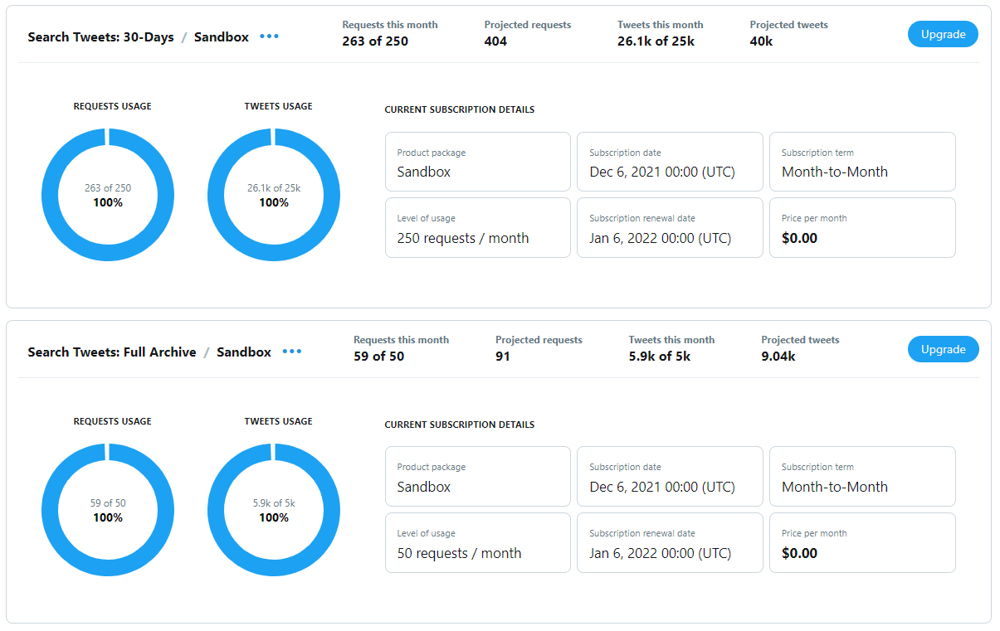 Search Tweets: 30-Days / Sandbox •••
Requests this month
263 of 250
Projected requests
404
Tweets this month
26.1k of 25k
Projected tweets
40k
Upgrade
REQUESTS USAGE
263 of 250
100%
TWEETS USAGE
26.1k of 25k
100%
CURRENT SUBSCRIPTION DETAILS
Product package
Sandbox
Subscription date
Dec 6, 2021 00:00 (UTC)
Subscription term
Month-to-Month
Level of usage
250 requests / month
Subscription renewal date
Jan 6, 2022 00:00 (UTC)
Price per month
$0.00
Search Tweets: Full Archive / Sandbox •••
Requests this month
59 of 50
Projected requests
91
Tweets this month
5.9k of 5k
Projected tweets
9.04k
Upgrade
REQUESTS USAGE
59 of 50
100%
TWEETS USAGE
5.9k of 5k
100%
CURRENT SUBSCRIPTION DETAILS
Product package
Sandbox
Subscription date
Dec 6, 2021 00:00 (UTC)
Subscription term
Month-to-Month
Level of usage
50 requests / month
Subscription renewal date
Jan 6, 2022 00:00 (UTC)
Price per month
$0.00